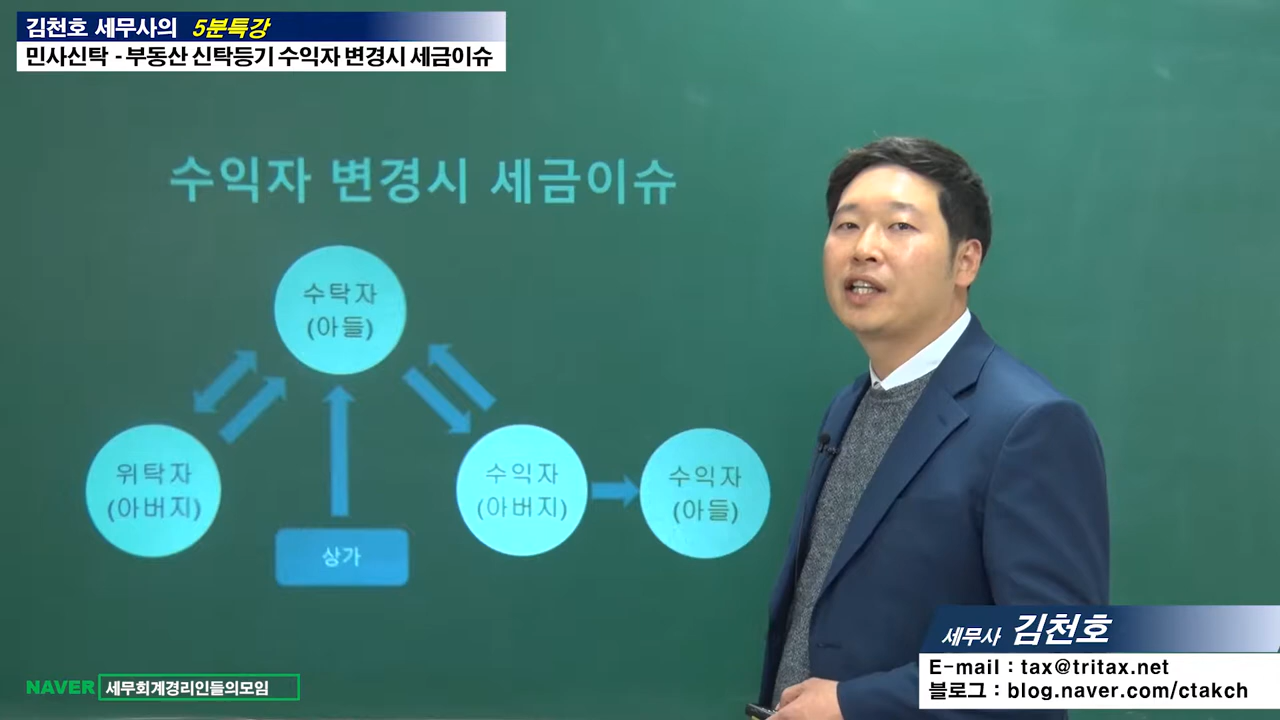 김천호 세무사의 5분특강
민사신탁 - 부동산 신탁등기 수익자 변경시 세금이슈
수익자 변경시 세금이슈
수탁자
(아들)
위탁자
(아버지)
수익자
(아버지)
수익자
(아들)
상가
세무사 김천호
E-mail : tax@tritax.net
블로그 : blog.naver.com/ctakch
NAVER 세무회계경리인들의모임